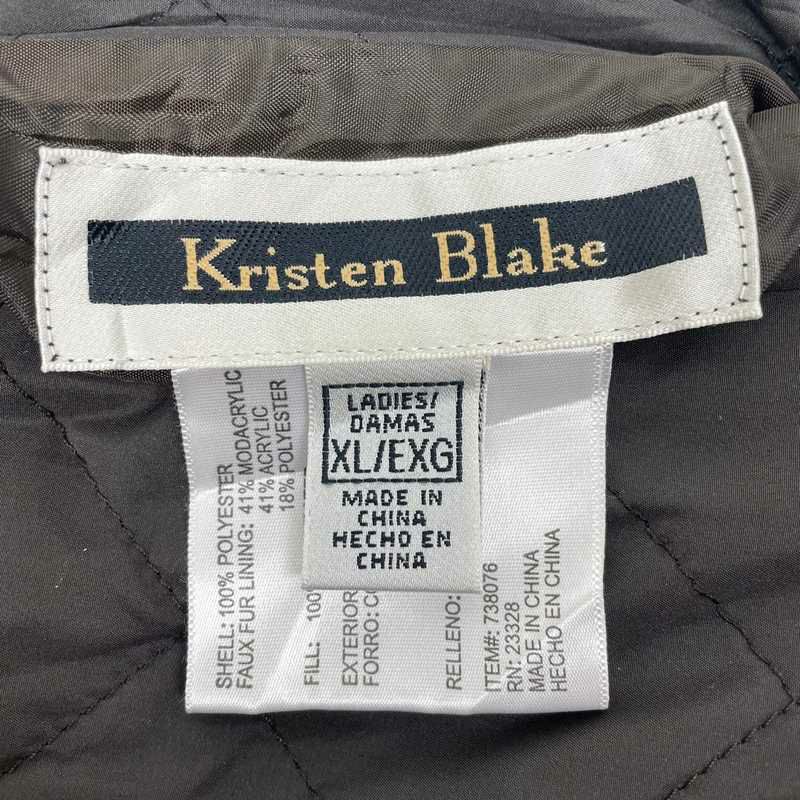 Kristen Blake
LADIES/
DAMAS
XL/EXG
MADE IN
CHINA
HECHO EN
CHINA
SHELL: 100% POLYESTER
FAUX FUR LINING: 41% MODACRYLIC
41% ACRYLIC
18% POLYESTER
FILL:
EXTERIOR
FORRO:
RELLENO:
ITEM#: 738076
RN: 23328
MADE IN CHINA
HECHO EN CHINA